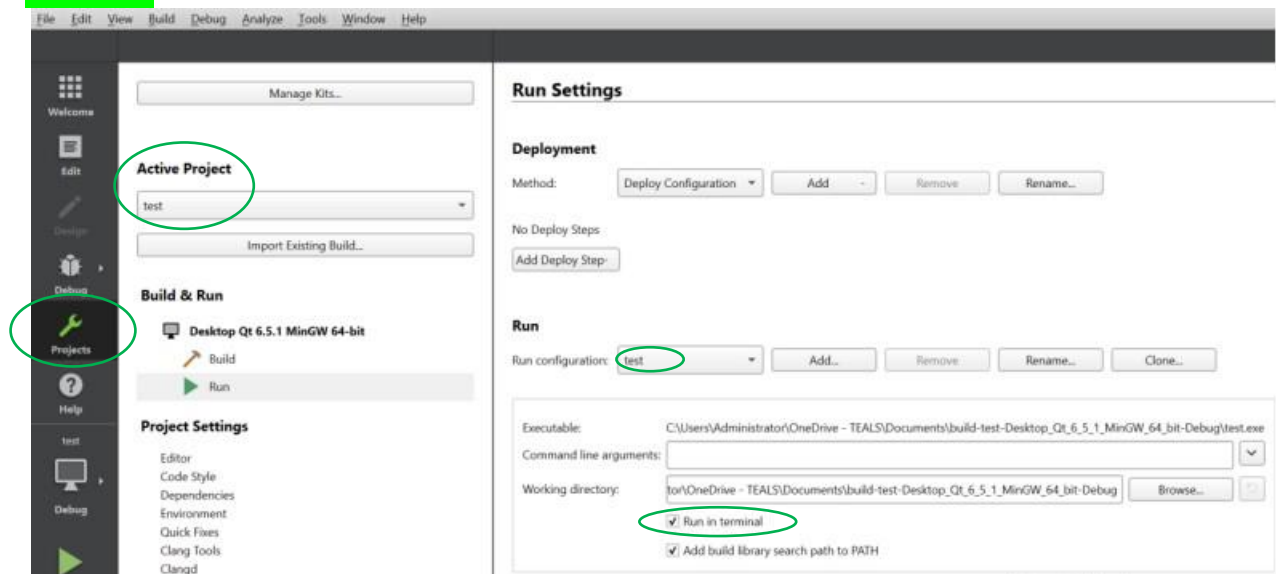 File Edit View Build Debug Analyze Tools Window Help
Welcome
Edit
Design
Debug
Projects
Help
test
Debug
Manage Kits...
Active Project
test
Import Existing Build...
Build & Run
Desktop Qt 6.5.1 MinGW 64-bit
Build
Run
Project Settings
Editor
Code Style
Dependencies
Environment
Quick Fixes
Clang Tools
Clangd
Run Settings
Deployment
Method: Deploy Configuration Add Remove Rename...
No Deploy Steps
Add Deploy Step
Run
Run configuration: test Add... Remove Rename... Clone...
Executable: C:\Users\Administrator\OneDrive - TEALS\Documents\build-test-Desktop_Qt_6_5_1_MinGW_64_bit-Debug\test.exe
Command line arguments:
Working directory: tor\OneDrive - TEALS\Documents\build-test-Desktop_Qt_6_5_1_MinGW_64_bit-Debug Browse...
Run in terminal
Add build library search path to PATH